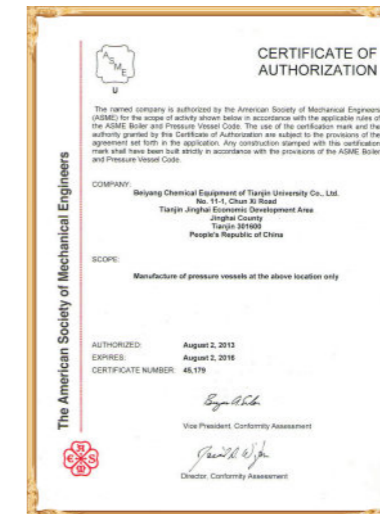 CERTIFICATE OF
AUTHORIZATION
ASME
U
The named company is authorized by the American Society of Mechanical Engineers
(ASME) for the scope of activity shown below in accordance with the applicable rules of
the ASME Boiler and Pressure Vessel Code. The use of the certification mark and the
authority granted by this Certificate of Authorization are subject to the provisions of the
agreement set forth in the application. Any construction stamped with this certification
mark shall have been built strictly in accordance with the provisions of the ASME Boiler
and Pressure Vessel Code.
COMPANY:
Beiyang Chemical Equipment of Tianjin University Co., Ltd.
No. 11-1, Chun Xi Road
Tianjin Jinghai Economic Development Area
Jinghai County
Tianjin 301600
People's Republic of China
SCOPE:
Manufacture of pressure vessels at the above location only
AUTHORIZED: August 2, 2013
EXPIRES: August 2, 2016
CERTIFICATE NUMBER: 45,179
Vice President, Conformity Assessment
Director, Conformity Assessment
The American Society of Mechanical Engineers